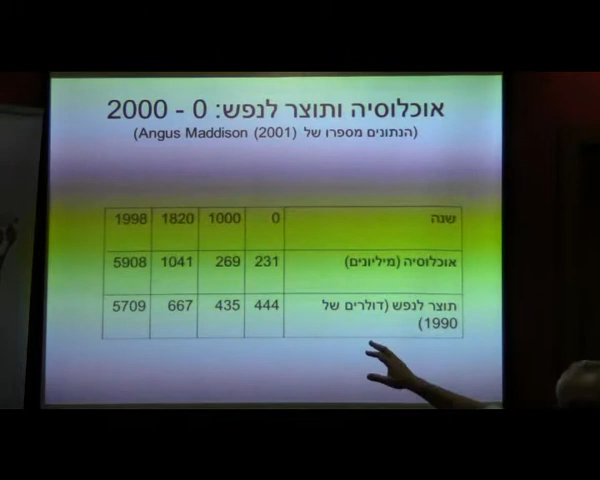 אוכלוסיה ותוצר לנפש: 0 - 2000
(הנתונים מספרו של Angus Maddison (2001)
שנה 0 1000 1820 1998
אוכלוסיה (מיליונים) 231 269 1041 5908
תוצר לנפש (דולרים של 444 435 667 5709
1990)